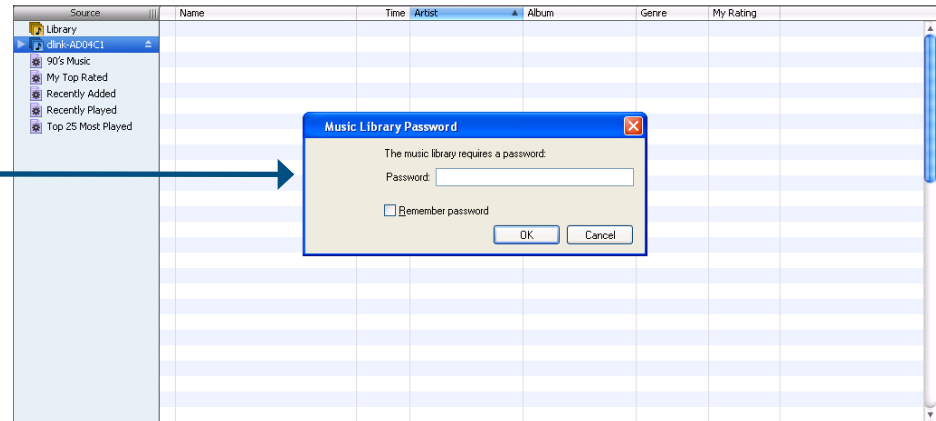 Source Name Time Artist Album Genre My Rating
Library
dlink-AD04C1
90's Music
My Top Rated
Recently Added
Recently Played
Top 25 Most Played
Music Library Password
The music library requires a password:
Password:
Remember password
OK Cancel